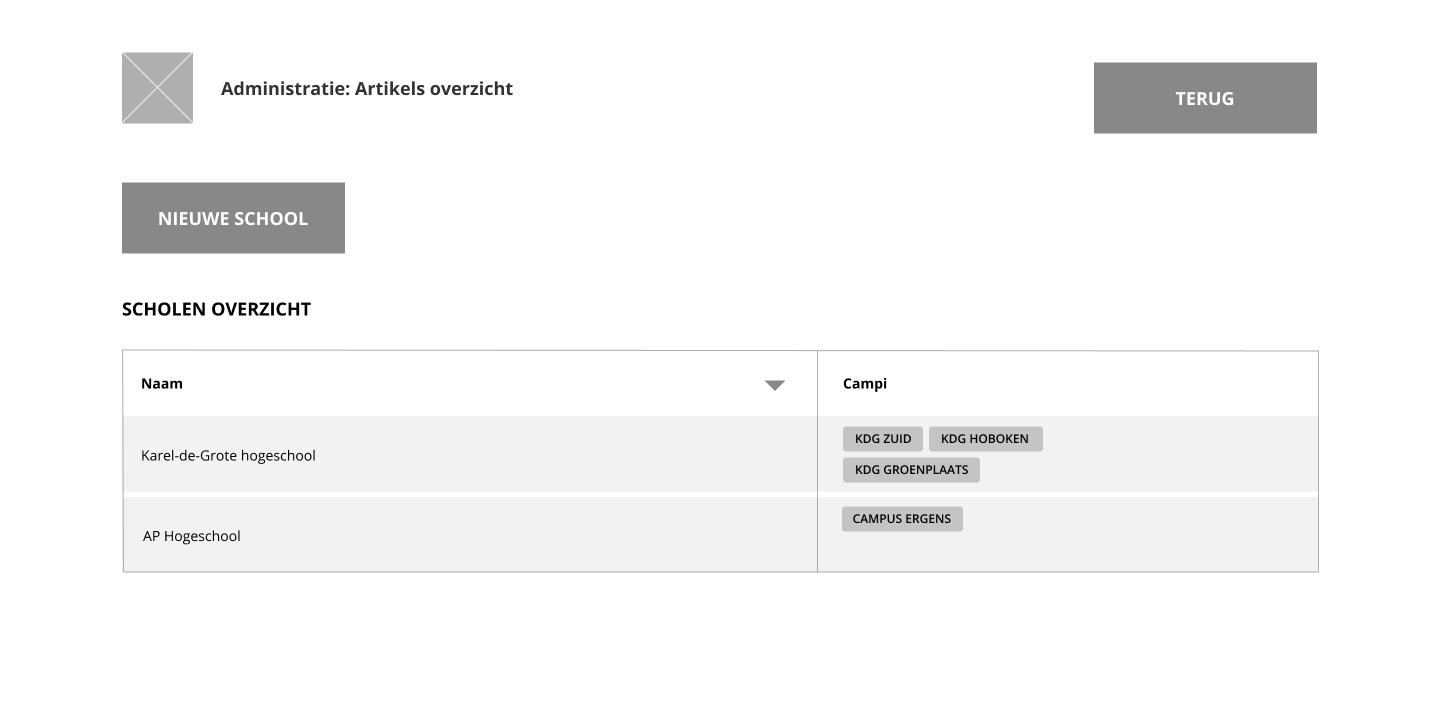 Administratie: Artikels overzicht
TERUG
NIEUWE SCHOOL
SCHOLEN OVERZICHT
Naam
Campi
Karel-de-Grote hogeschool
KDG ZUID
KDG HOBOKEN
KDG GROENPLAATS
AP Hogeschool
CAMPUS ERGENS